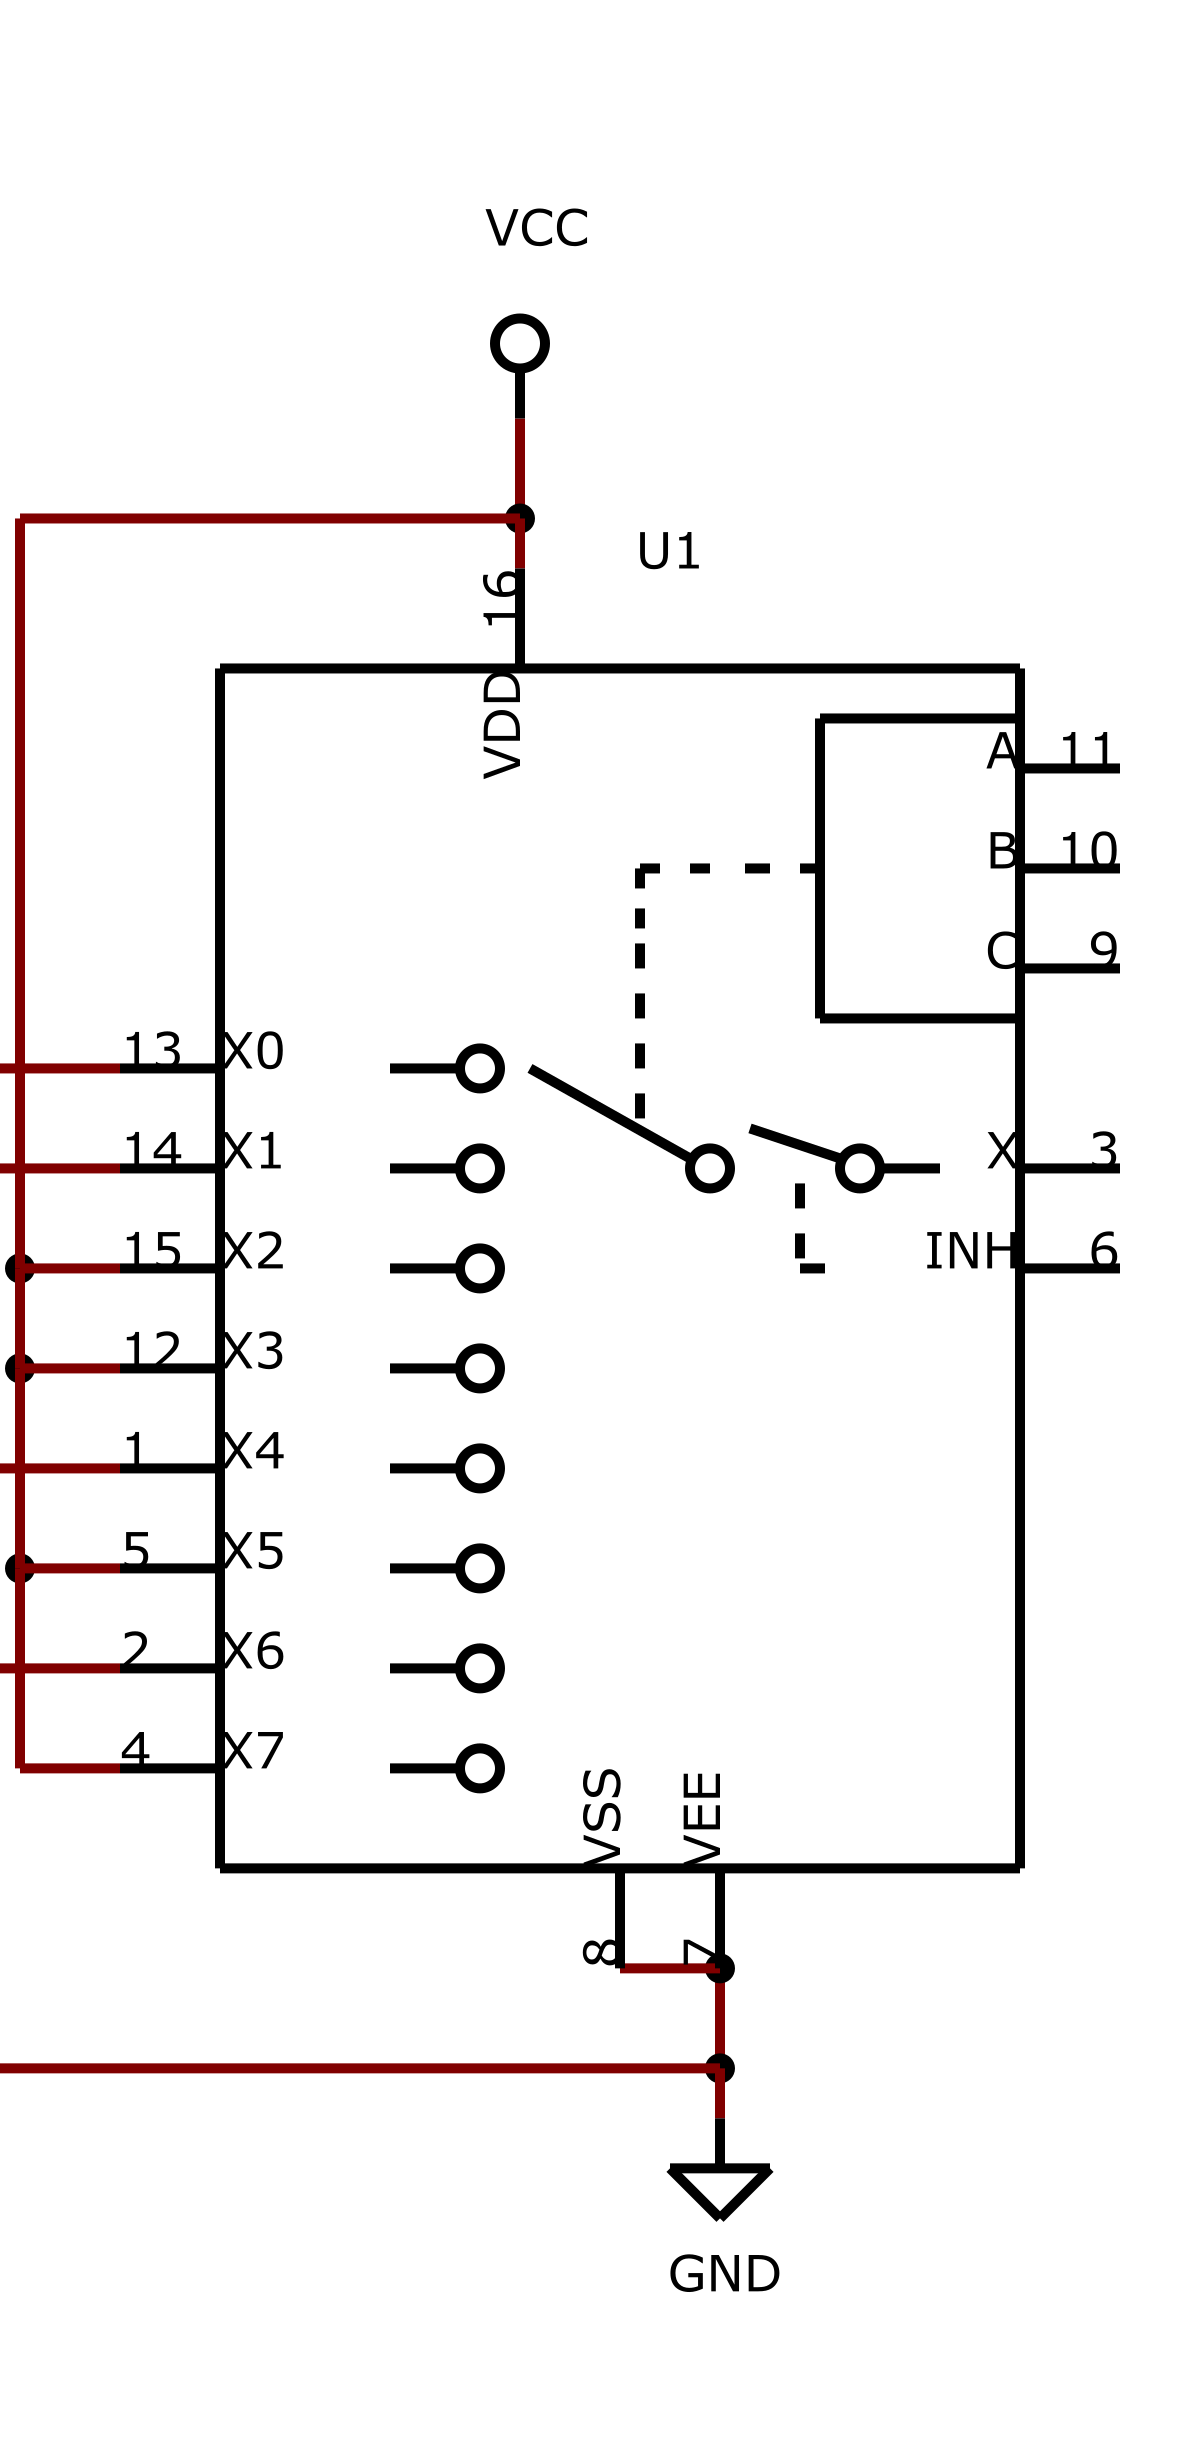 VCC
U1
16
VDD
A 11
B 10
C 9
13 X0
14 X1
X 3
15 X2
INH 6
12 X3
1 X4
5 X5
2 X6
4 X7
VSS VEE
8 7
GND